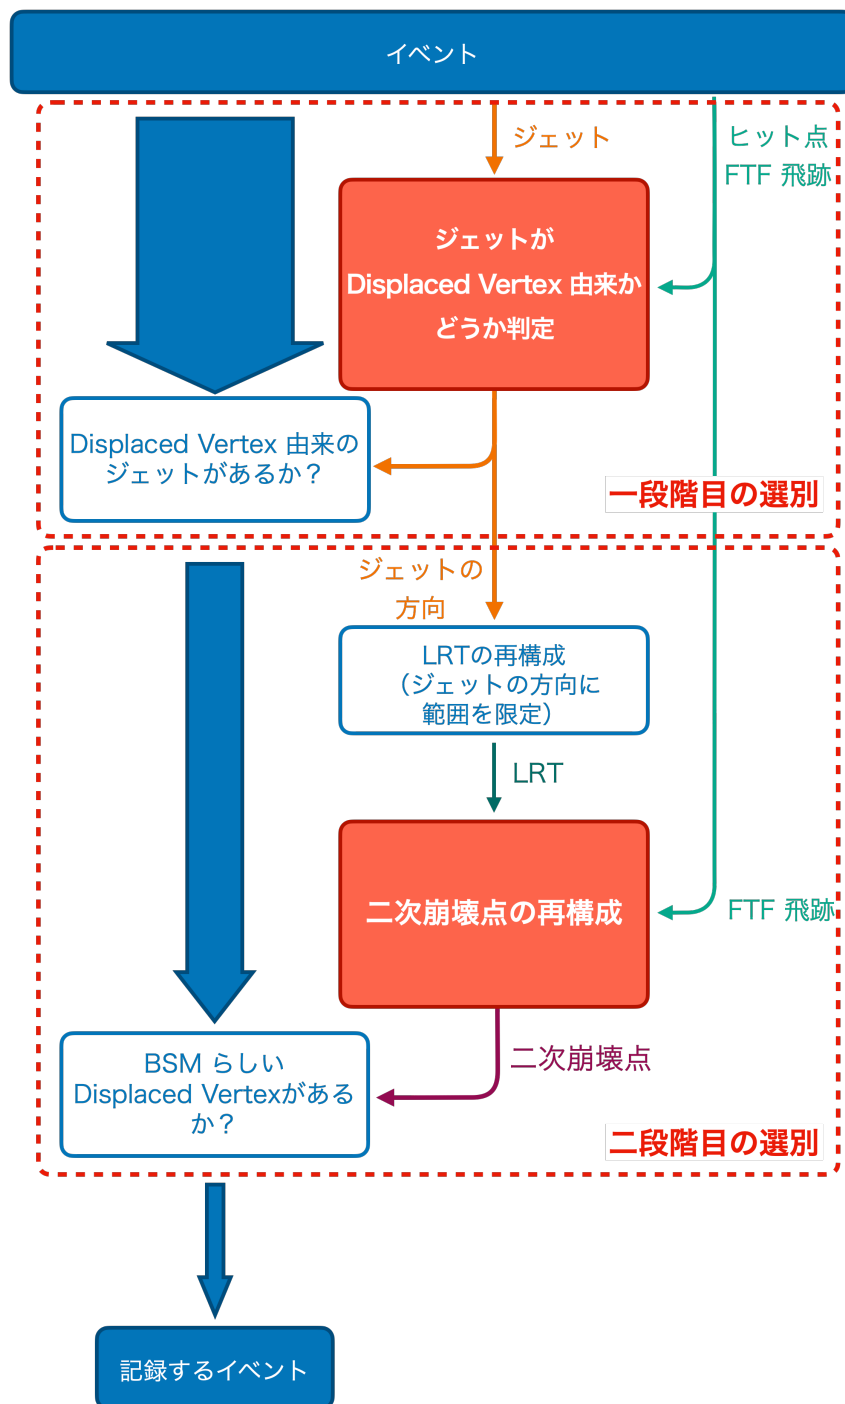 イベント
ジェット
ヒット点
FTF 飛跡
ジェットが
Displaced Vertex 由来か
どうか判定
Displaced Vertex 由来の
ジェットがあるか？
一段階目の選別
ジェットの
方向
LRTの再構成
（ジェットの方向に
範囲を限定）
LRT
二次崩壊点の再構成
FTF 飛跡
二次崩壊点
BSM らしい
Displaced Vertexがある
か？
二段階目の選別
記録するイベント